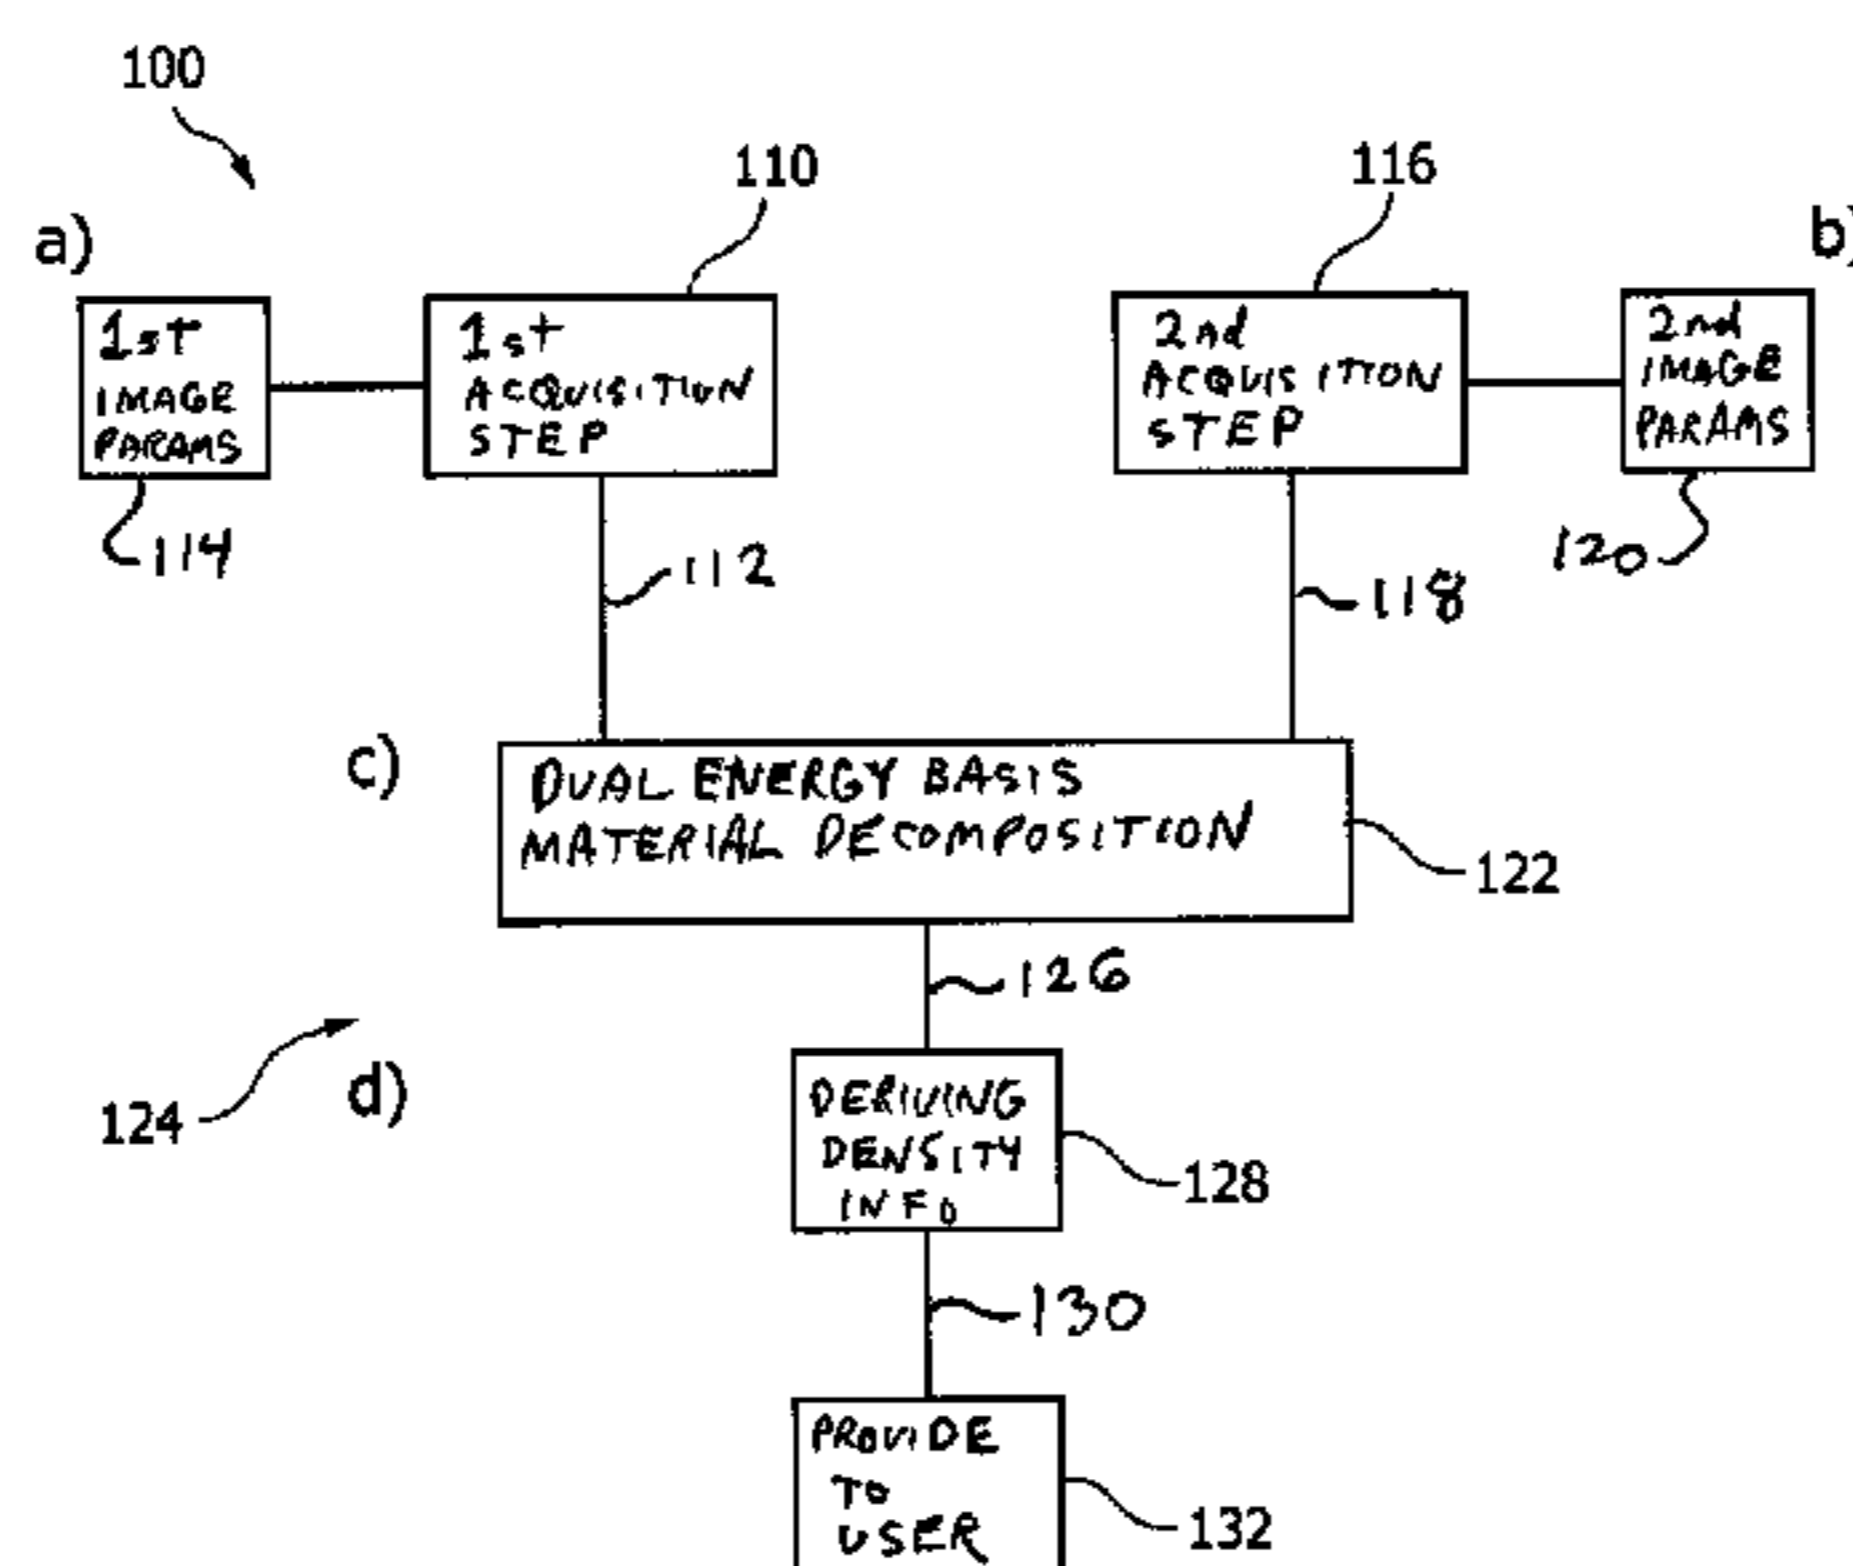 100
110
116
a)
b)
1st
IMAGE
PARAMS
1st
ACQUISITION
STEP
2nd
ACQUISITION
STEP
2nd
IMAGE
PARAMS
114
112
118
120
c)
DUAL ENERGY BASIS
MATERIAL DECOMPOSITION
122
126
124
d)
DERIVING
DENSITY
INFO
128
130
PROVIDE
TO
USER
132